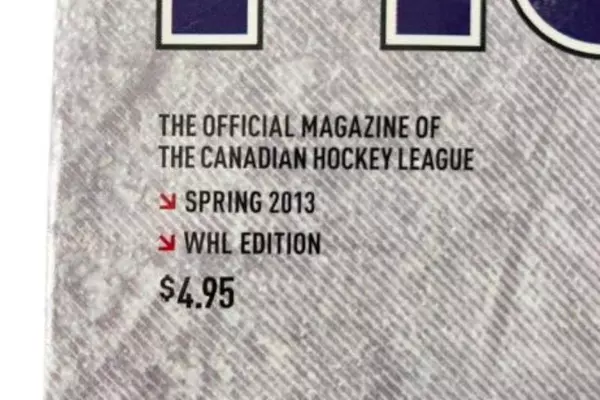 THE OFFICIAL MAGAZINE OF
THE CANADIAN HOCKEY LEAGUE
SPRING 2013
WHL EDITION
$4.95